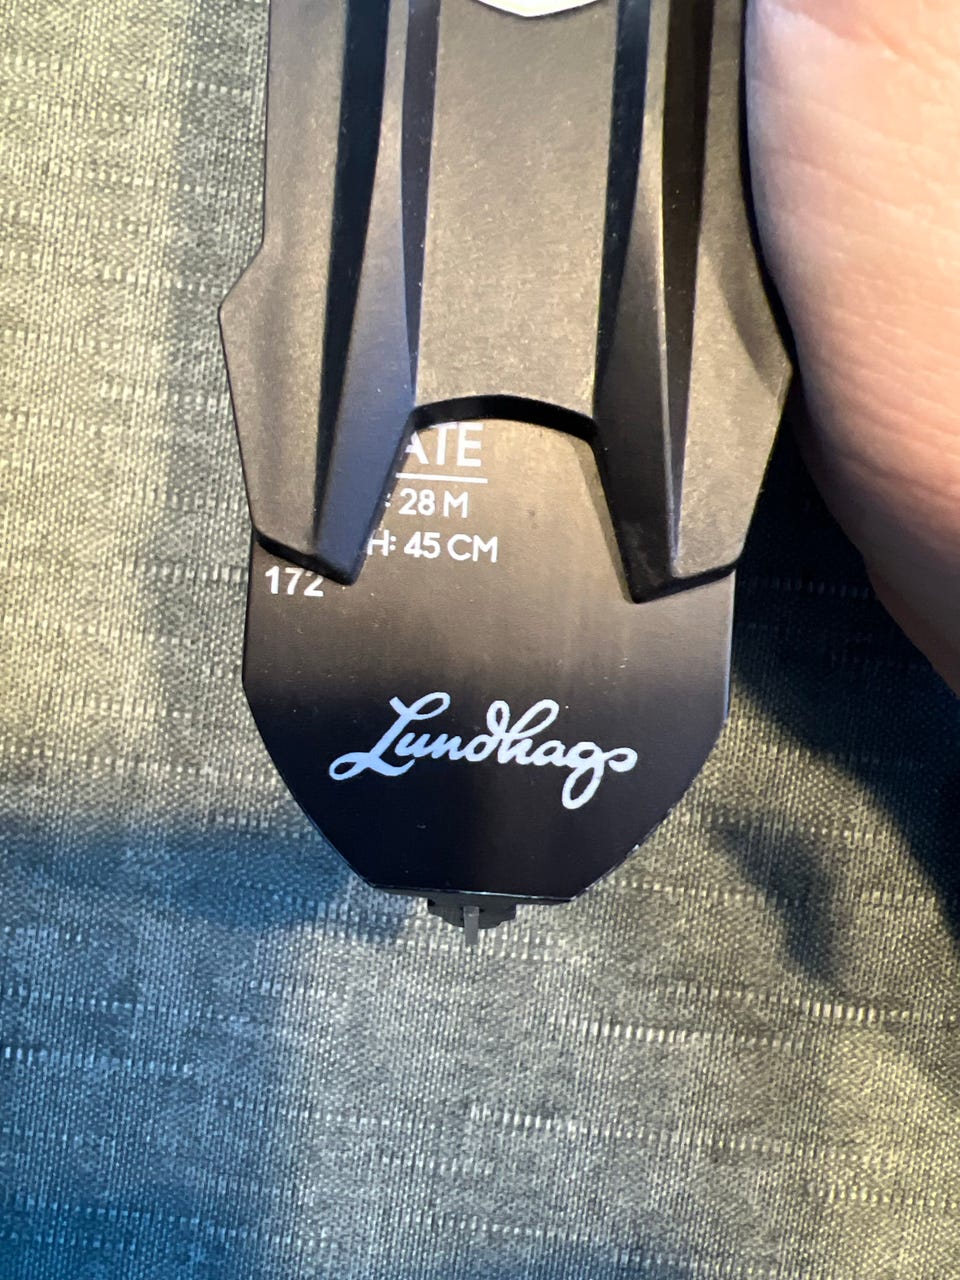 ATE
: 28 M
H: 45 CM
172
Lundhags